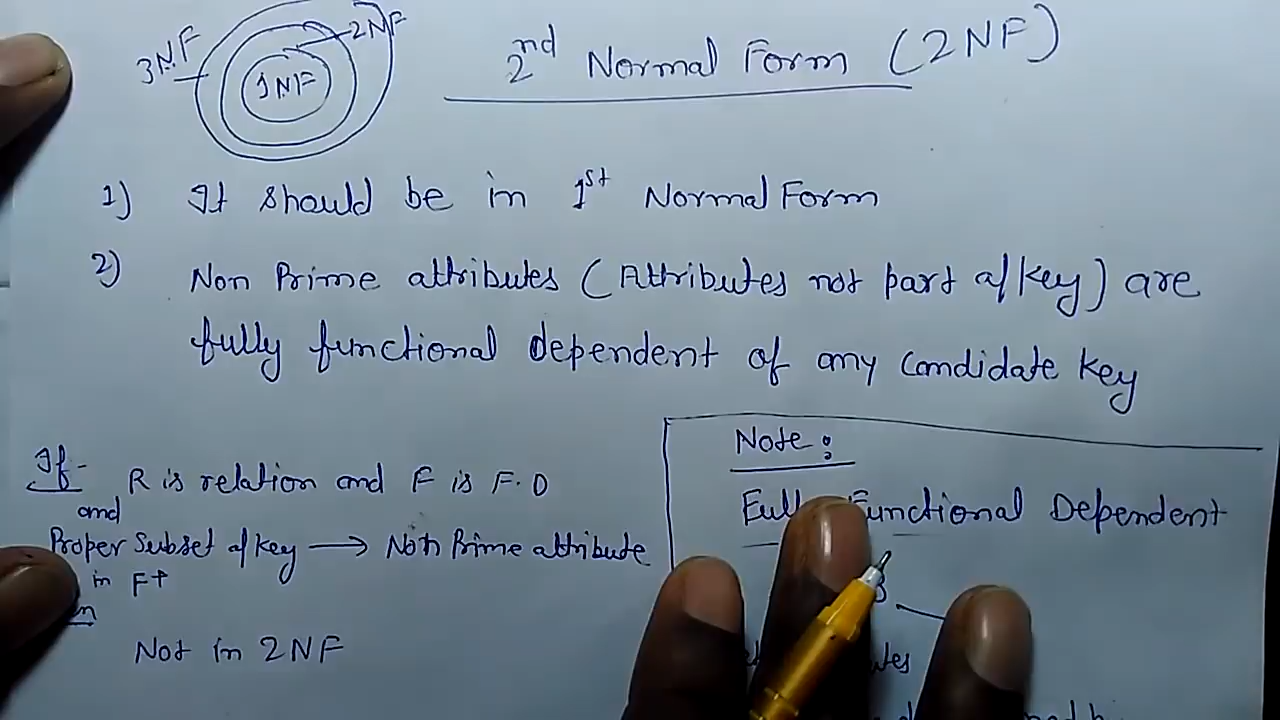 3NF
2NF
1NF
2nd Normal Form (2NF)
1) It should be in 1st Normal Form
2) Non Prime attributes (Attributes not part of key) are
fully functional dependent of any Candidate key
If R is relation and F is F.D
and
Proper Subset of key → Non Prime attribute
in F+
Not in 2NF
Note:
Functional Dependent